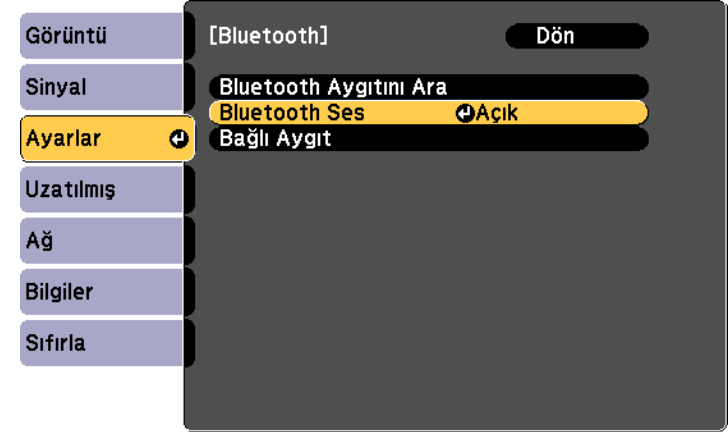 Görüntü
Sinyal
Ayarlar
Uzatılmış
Ağ
Bilgiler
Sıfırla
[Bluetooth]
Dön
Bluetooth Aygıtını Ara
Bluetooth Ses Açık
Bağlı Aygıt